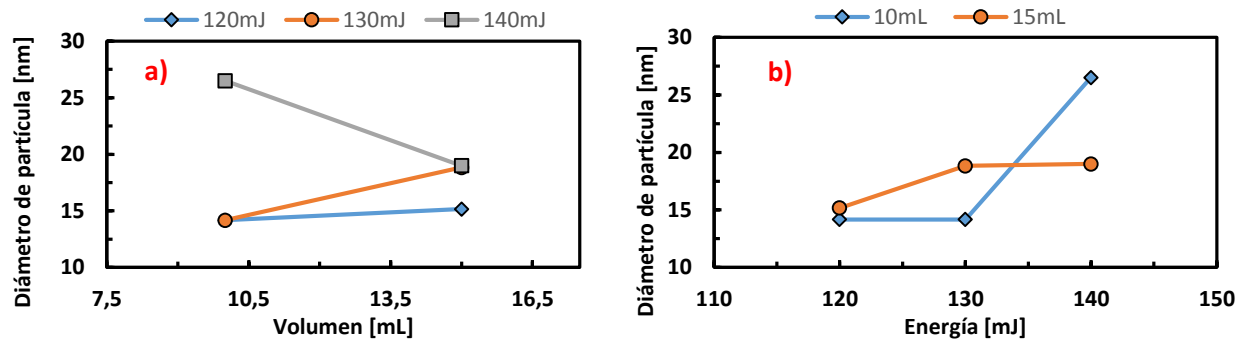 120mJ 130mJ 140mJ
a)
Diámetro de partícula [nm]
30
25
20
15
10
7,5 10,5 13,5 16,5
Volumen [mL]
10mL 15mL
b)
Diámetro de partícula [nm]
30
25
20
15
10
110 120 130 140 150
Energía [mJ]